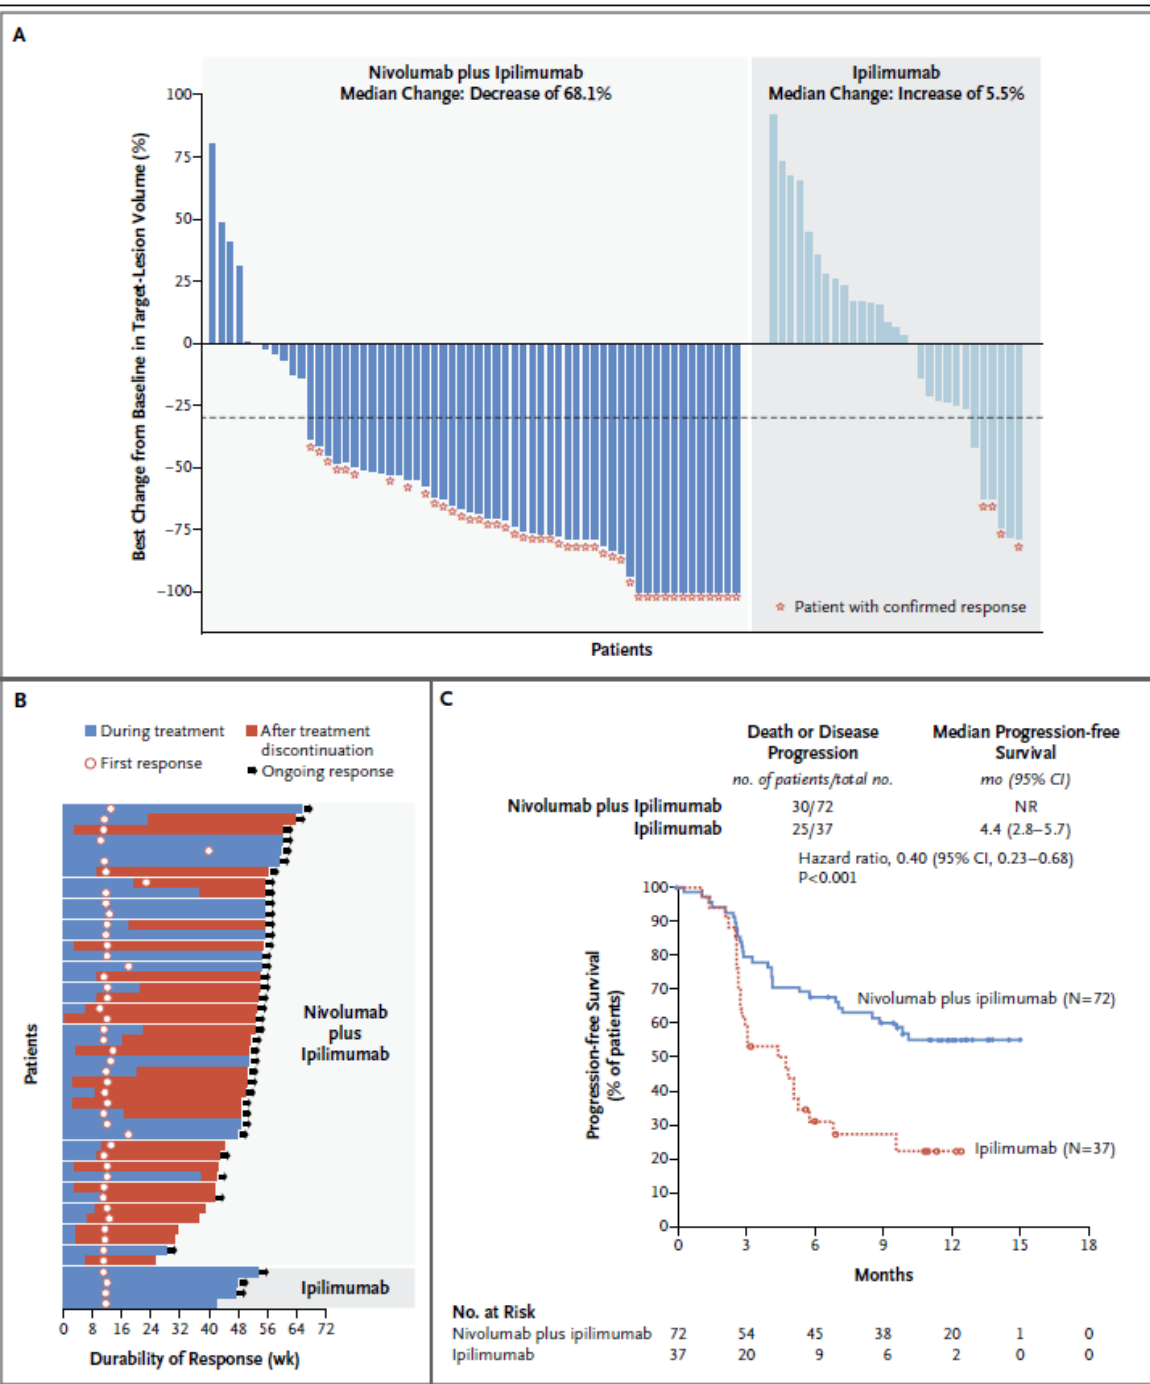 A
Nivolumab plus Ipilimumab
Median Change: Decrease of 68.1%
Ipilimumab
Median Change: Increase of 5.5%
Best Change from Baseline in Target-Lesion Volume (%)
100
75
50
25
0
−25
−50
−75
−100
Patient with confirmed response
Patients
B
During treatment
After treatment
discontinuation
First response
Ongoing response
Patients
Nivolumab
plus
Ipilimumab
Ipilimumab
0 8 16 24 32 40 48 56 64 72
Durability of Response (wk)
C
Death or Disease
Progression
Median Progression-free
Survival
no. of patients/total no.
mo (95% CI)
Nivolumab plus Ipilimumab 30/72 NR
Ipilimumab 25/37 4.4 (2.8–5.7)
Hazard ratio, 0.40 (95% CI, 0.23–0.68)
P<0.001
Progression-free Survival
(% of patients)
100
90
80
70
60
50
40
30
20
10
0
Nivolumab plus ipilimumab (N=72)
Ipilimumab (N=37)
0 3 6 9 12 15 18
Months
No. at Risk
Nivolumab plus ipilimumab 72 54 45 38 20 1 0
Ipilimumab 37 20 9 6 2 0 0